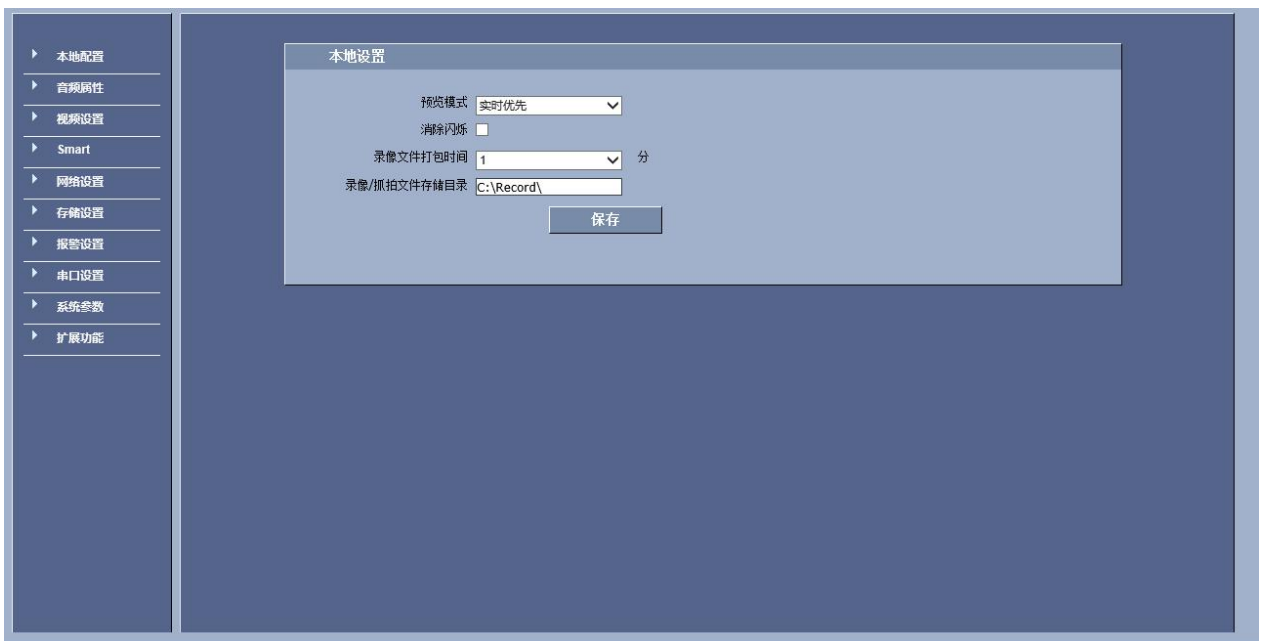 本地配置
音频属性
视频设置
Smart
网络设置
存储设置
报警设置
串口设置
系统参数
扩展功能
本地设置
预览模式 实时优先
消除闪烁
录像文件打包时间 1 分
录像/抓拍文件存储目录 C:\Record\
保存